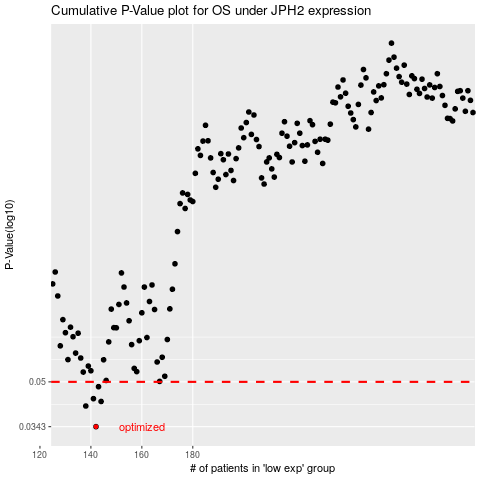 Cumulative P-Value plot for OS under JPH2 expression
P-Value(log10)
0.05
0.0343
optimized
120 140 160 180
# of patients in 'low exp' group